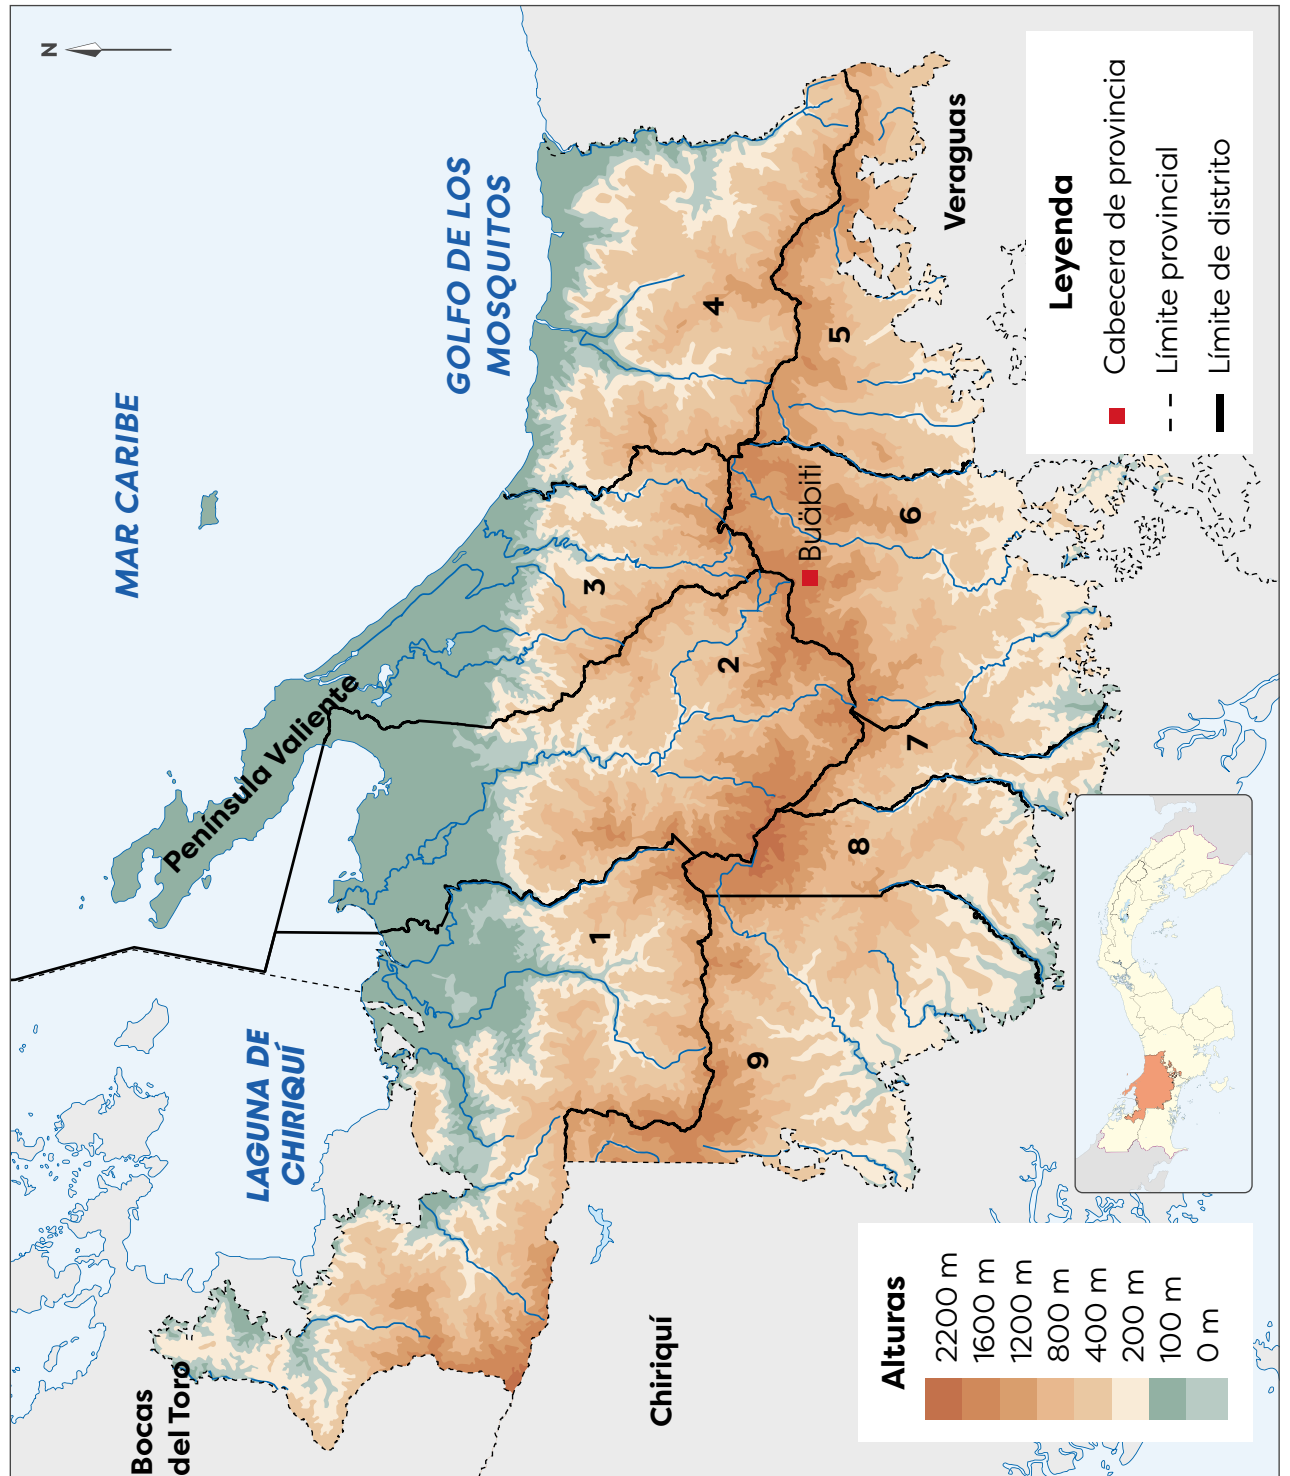 N
MAR CARIBE
GOLFO DE LOS
MOSQUITOS
LAGUNA DE
CHIRIQUÍ
Península Valiente
Bocas
del Toro
Chiriquí
Veraguas
Buäbiti
1
2
3
4
5
6
7
8
9
Alturas
2200 m
1600 m
1200 m
800 m
400 m
200 m
100 m
0 m
Leyenda
Cabecera de provincia
Límite provincial
Límite de distrito